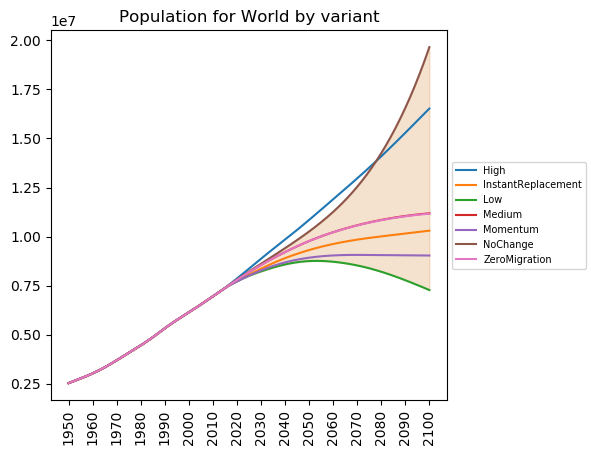 Population for World by variant
1e7
2.00
1.75
1.50
1.25
1.00
0.75
0.50
0.25
1950 1960 1970 1980 1990 2000 2010 2020 2030 2040 2050 2060 2070 2080 2090 2100
High
InstantReplacement
Low
Medium
Momentum
NoChange
ZeroMigration